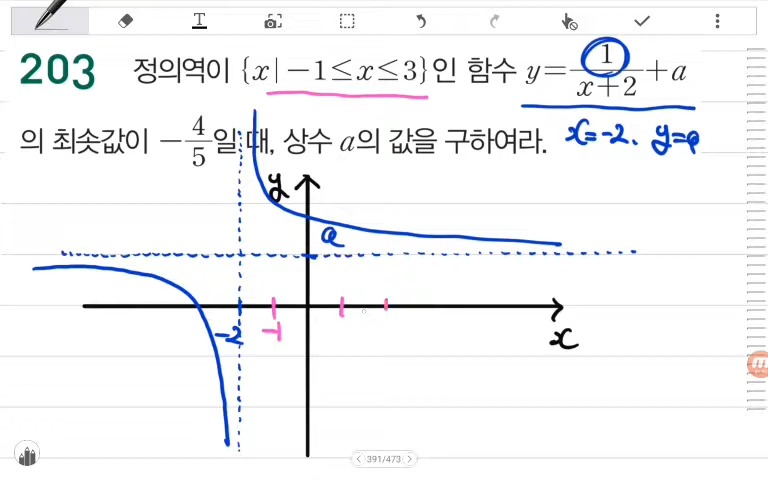 203 정의역이 {x|−1≤x≤3}인 함수 y=1/(x+2)+a
의 최솟값이 −4/5일 때, 상수 a의 값을 구하여라. x=-2. y=a
y
a
-2 -1
x
391/473